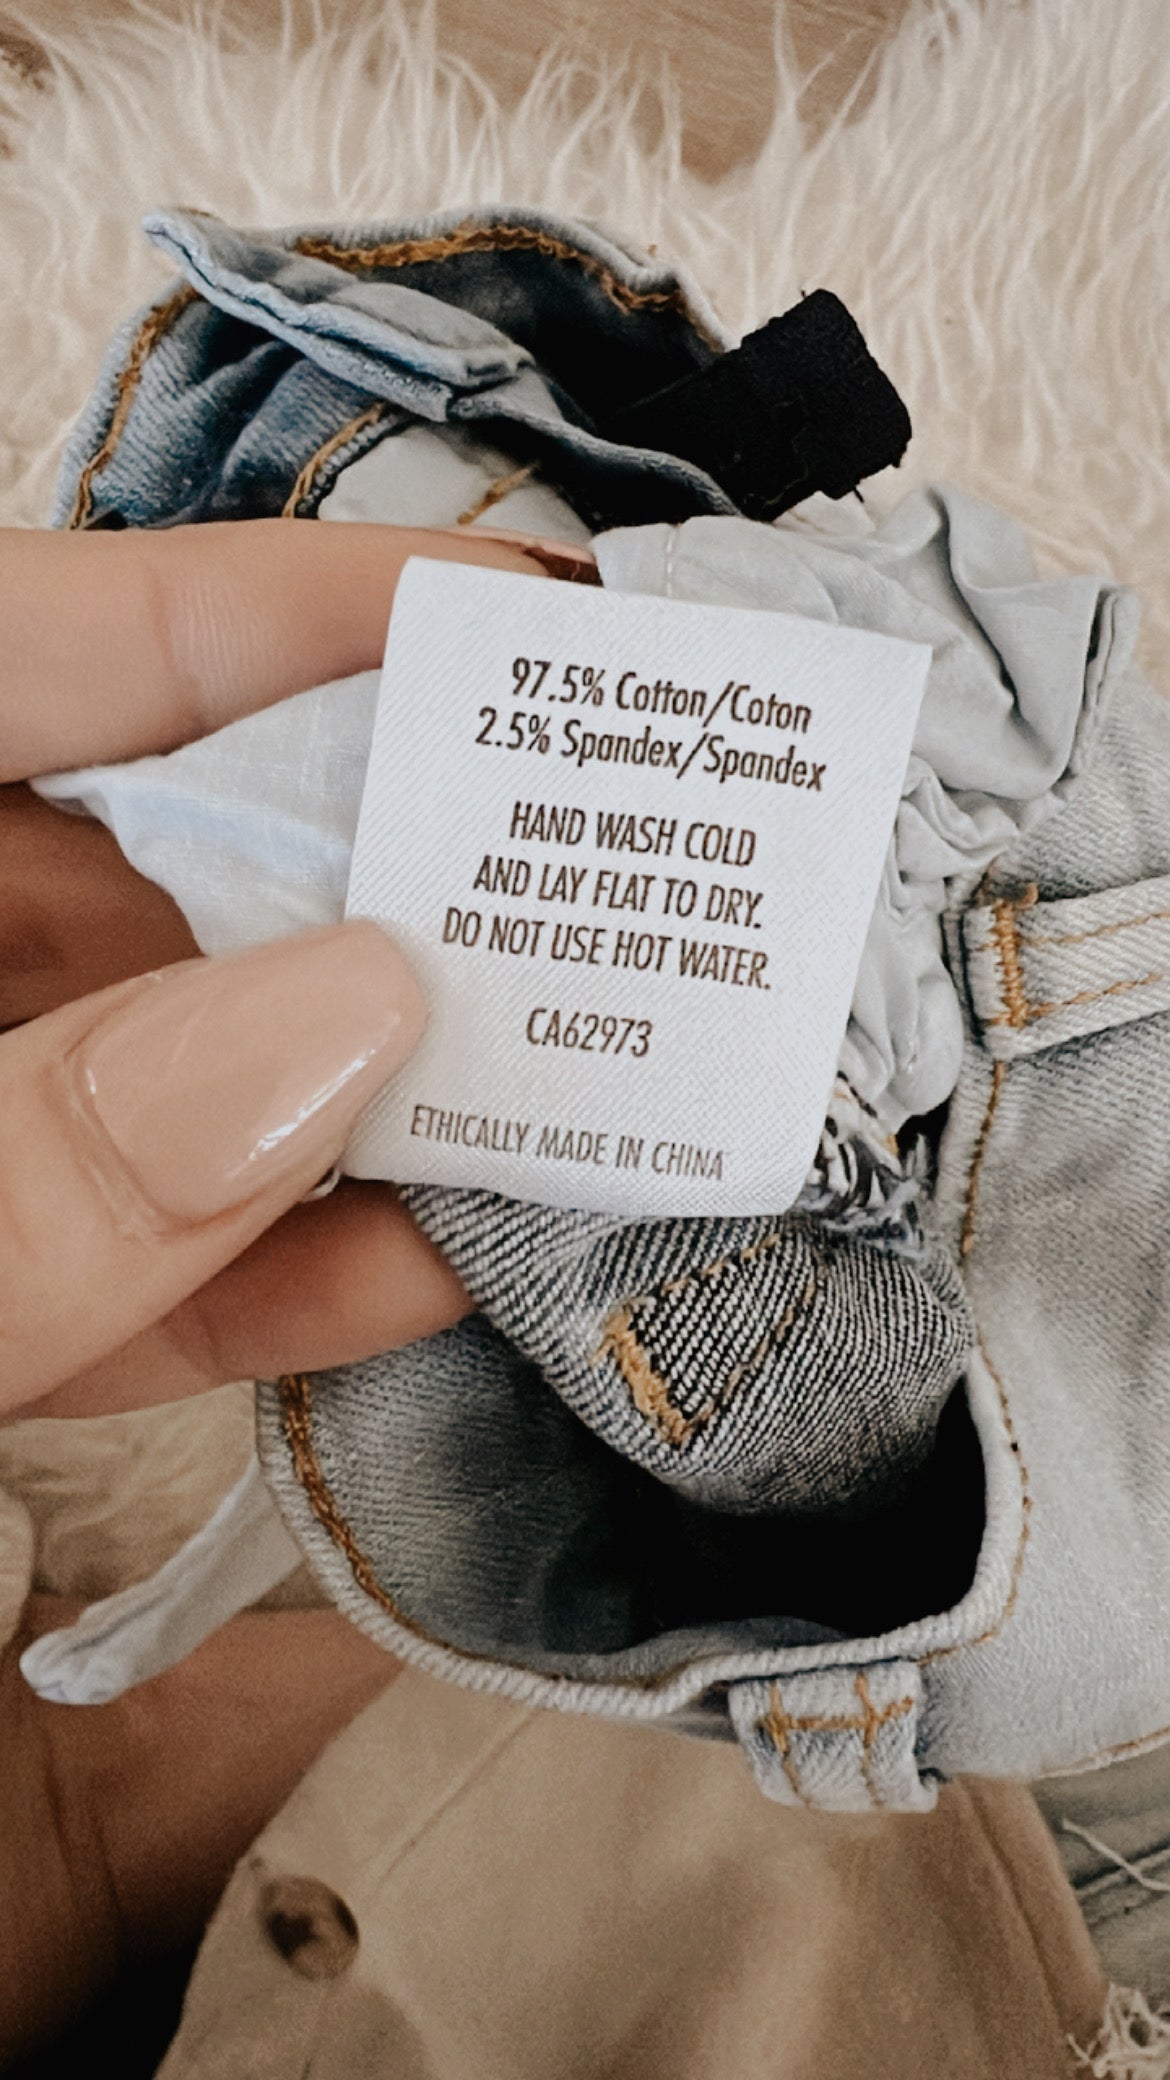 97.5% Cotton/Coton
2.5% Spandex/Spandex
HAND WASH COLD
AND LAY FLAT TO DRY.
DO NOT USE HOT WATER.
CA62973
ETHICALLY MADE IN CHINA